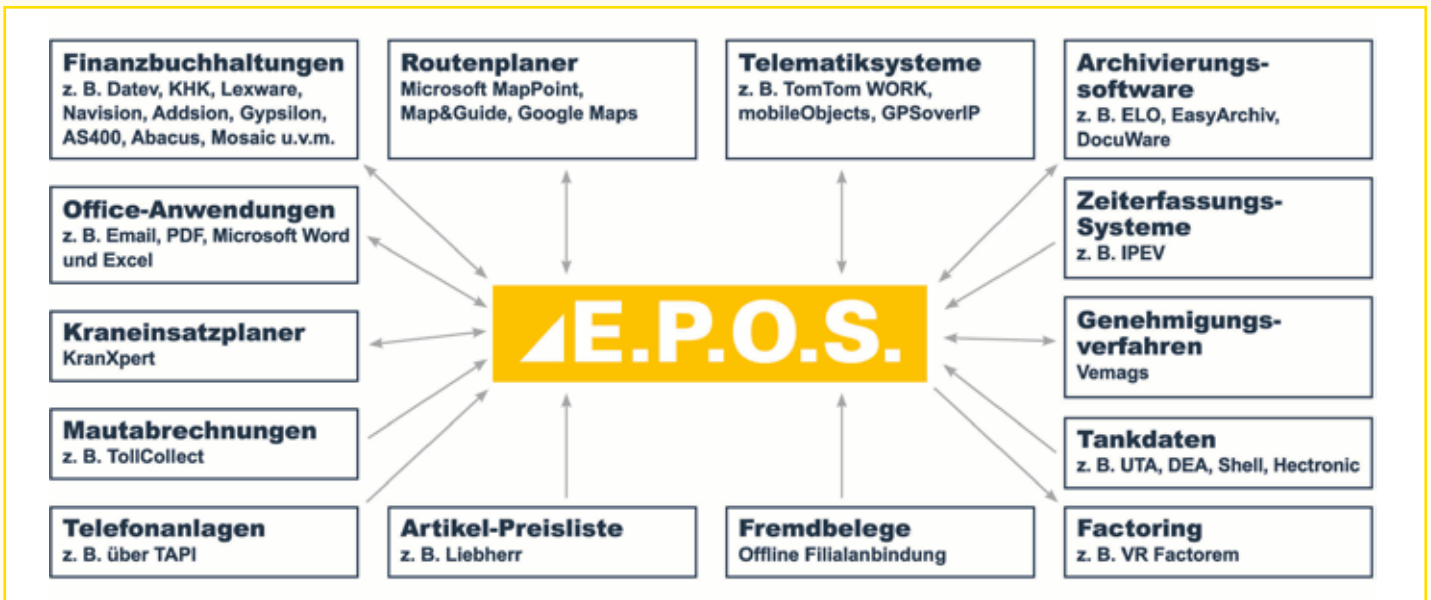 Finanzbuchhaltungen
z. B. Datev, KHK, Lexware,
Navision, Addsion, Gypsilon,
AS400, Abacus, Mosaic u.v.m.
Routenplaner
Microsoft MapPoint,
Map&Guide, Google Maps
Telematiksysteme
z. B. TomTom WORK,
mobileObjects, GPSoverIP
Archivierungs-
software
z. B. ELO, EasyArchiv,
DocuWare
Office-Anwendungen
z. B. Email, PDF, Microsoft Word
und Excel
Zeiterfassungs-
Systeme
z. B. IPEV
E.P.O.S.
Kraneinsatzplaner
KranXpert
Genehmigungs-
verfahren
Vemags
Mautabrechnungen
z. B. TollCollect
Tankdaten
z. B. UTA, DEA, Shell, Hectronic
Telefonanlagen
z. B. über TAPI
Artikel-Preisliste
z. B. Liebherr
Fremdbelege
Offline Filialanbindung
Factoring
z. B. VR Factorem